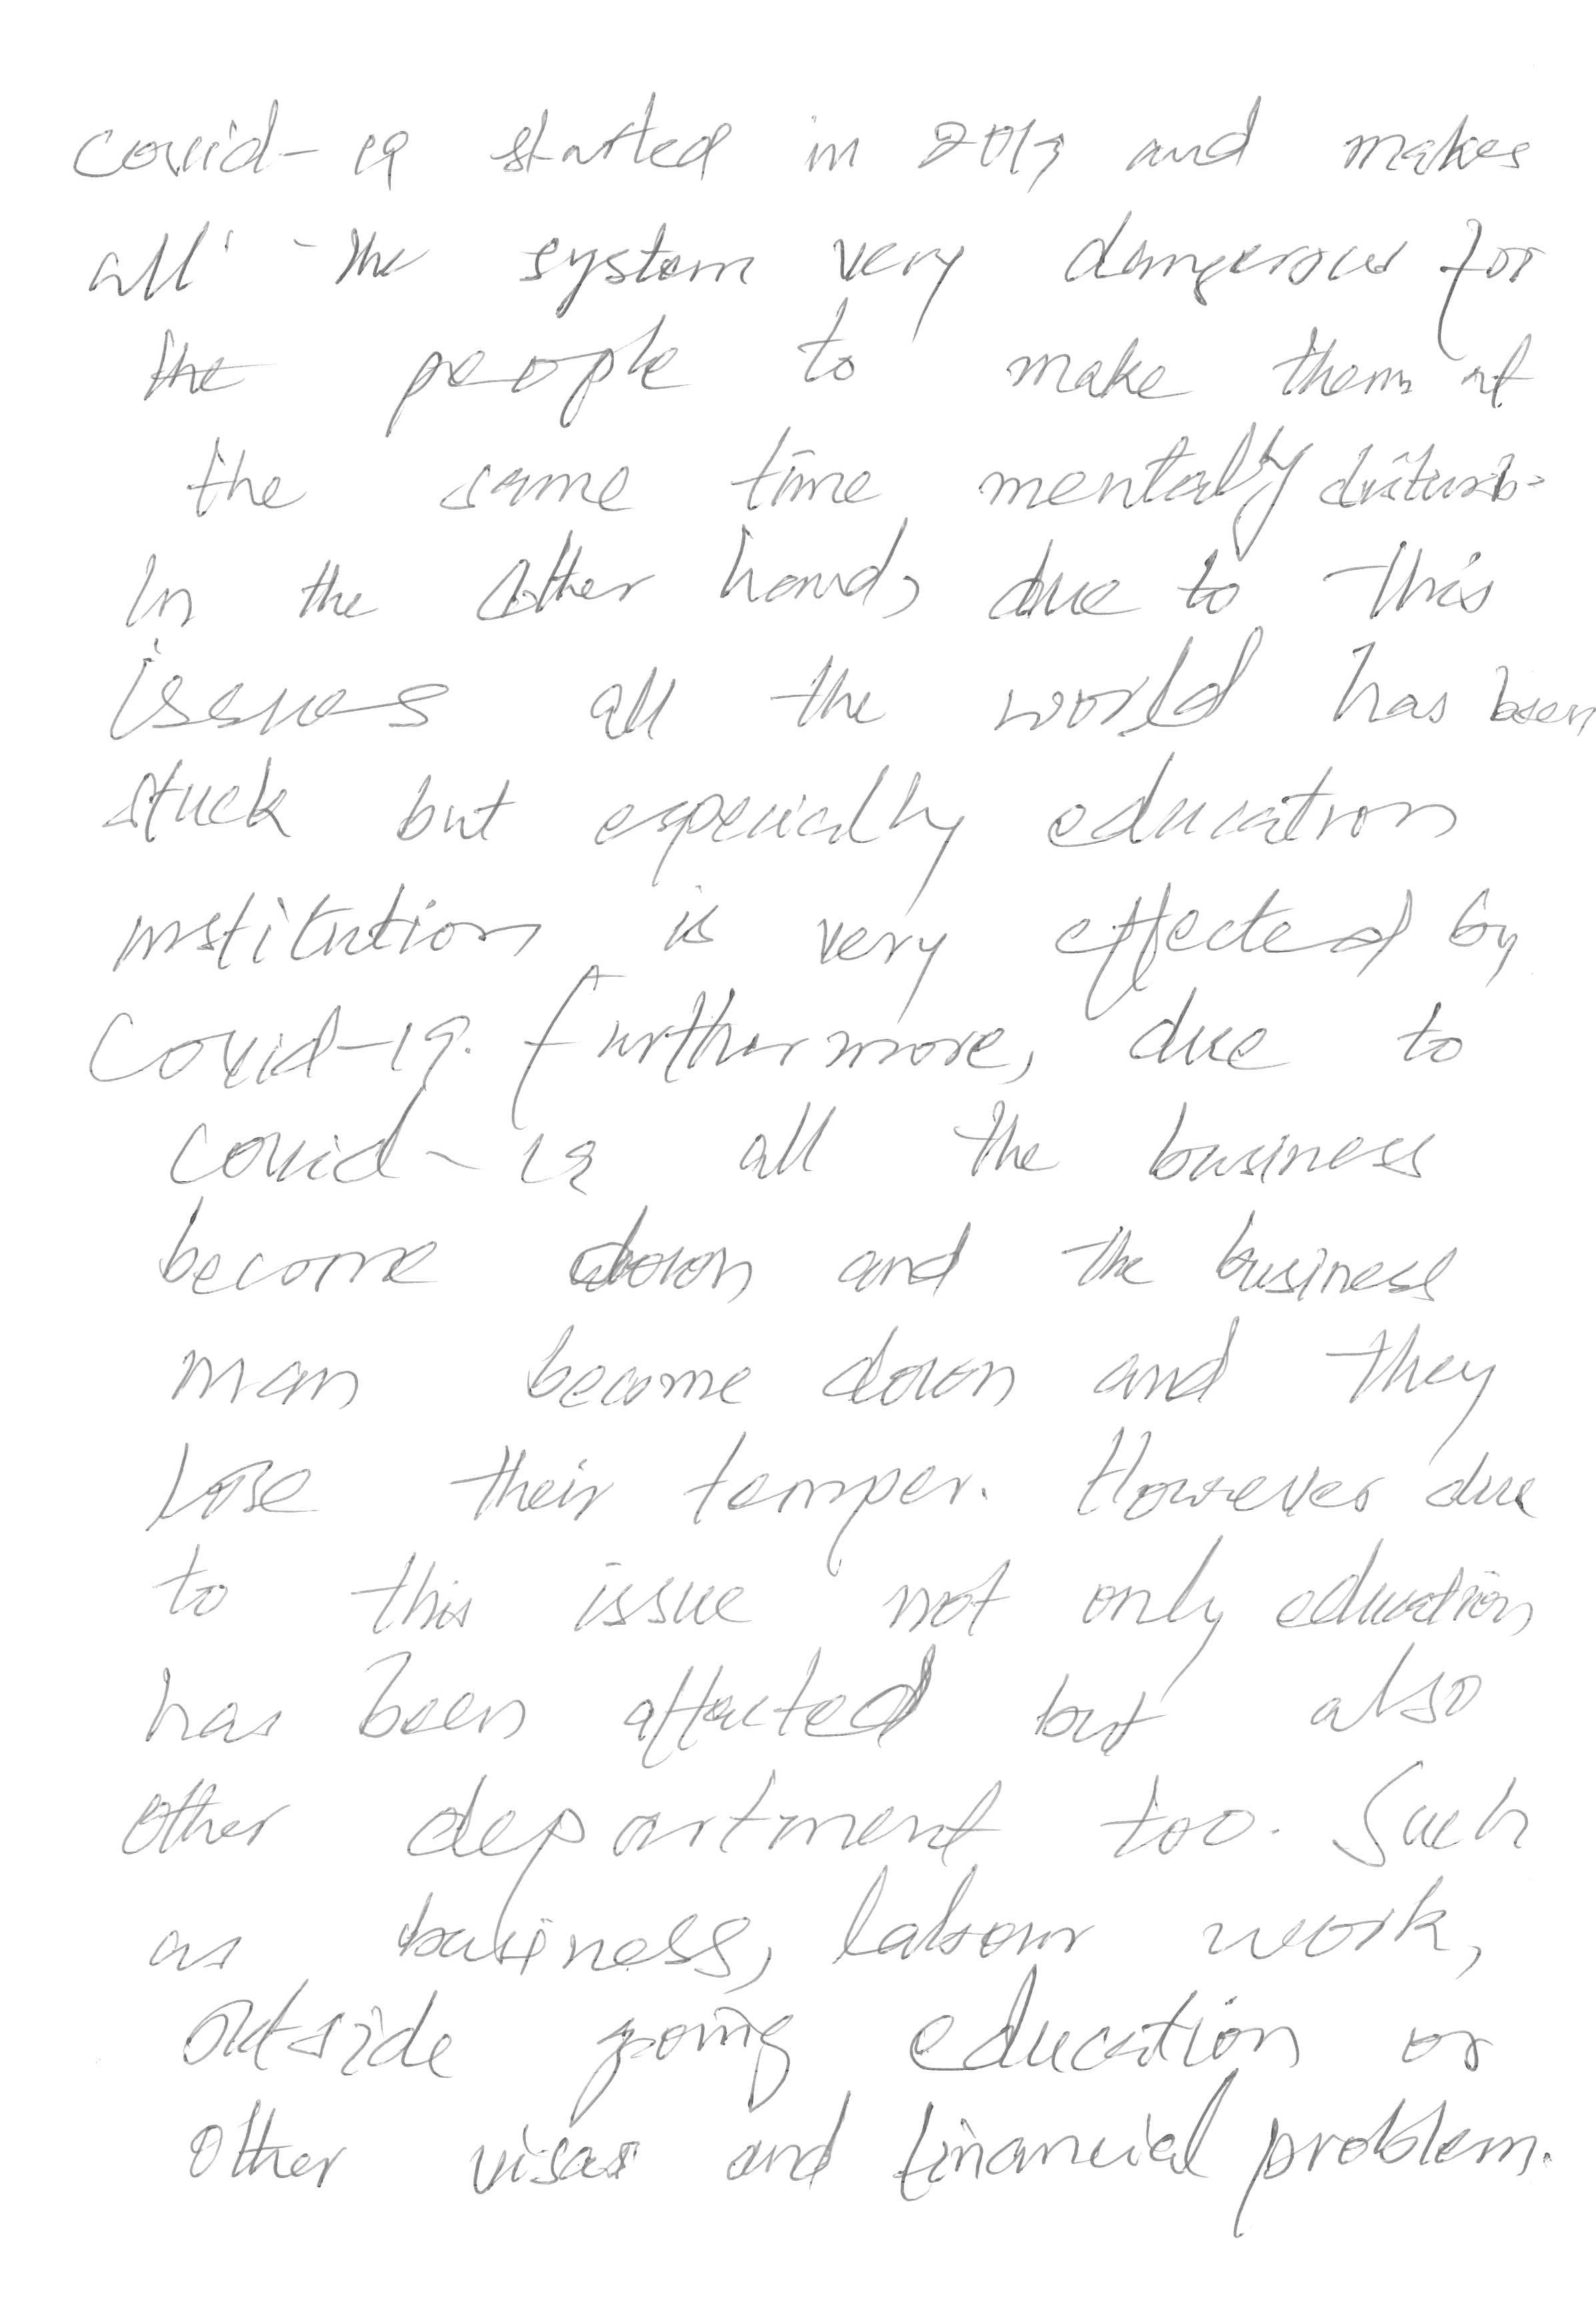 covid-19 started in 2019 and makes
all the system very dangerous for
the people to make them at
the same time mentally disturb.
In the other hand, due to this
issues all the world has been
stuck but especially education
institution is very effected by
Covid-19. Furthermore, due to
covid-19 all the business
become down and the business
man become down and they
lose their temper. However due
to this issue not only education
has been affacted but also
other department too. Such
as business, labour work,
outside going education or
other visas and financial problem.